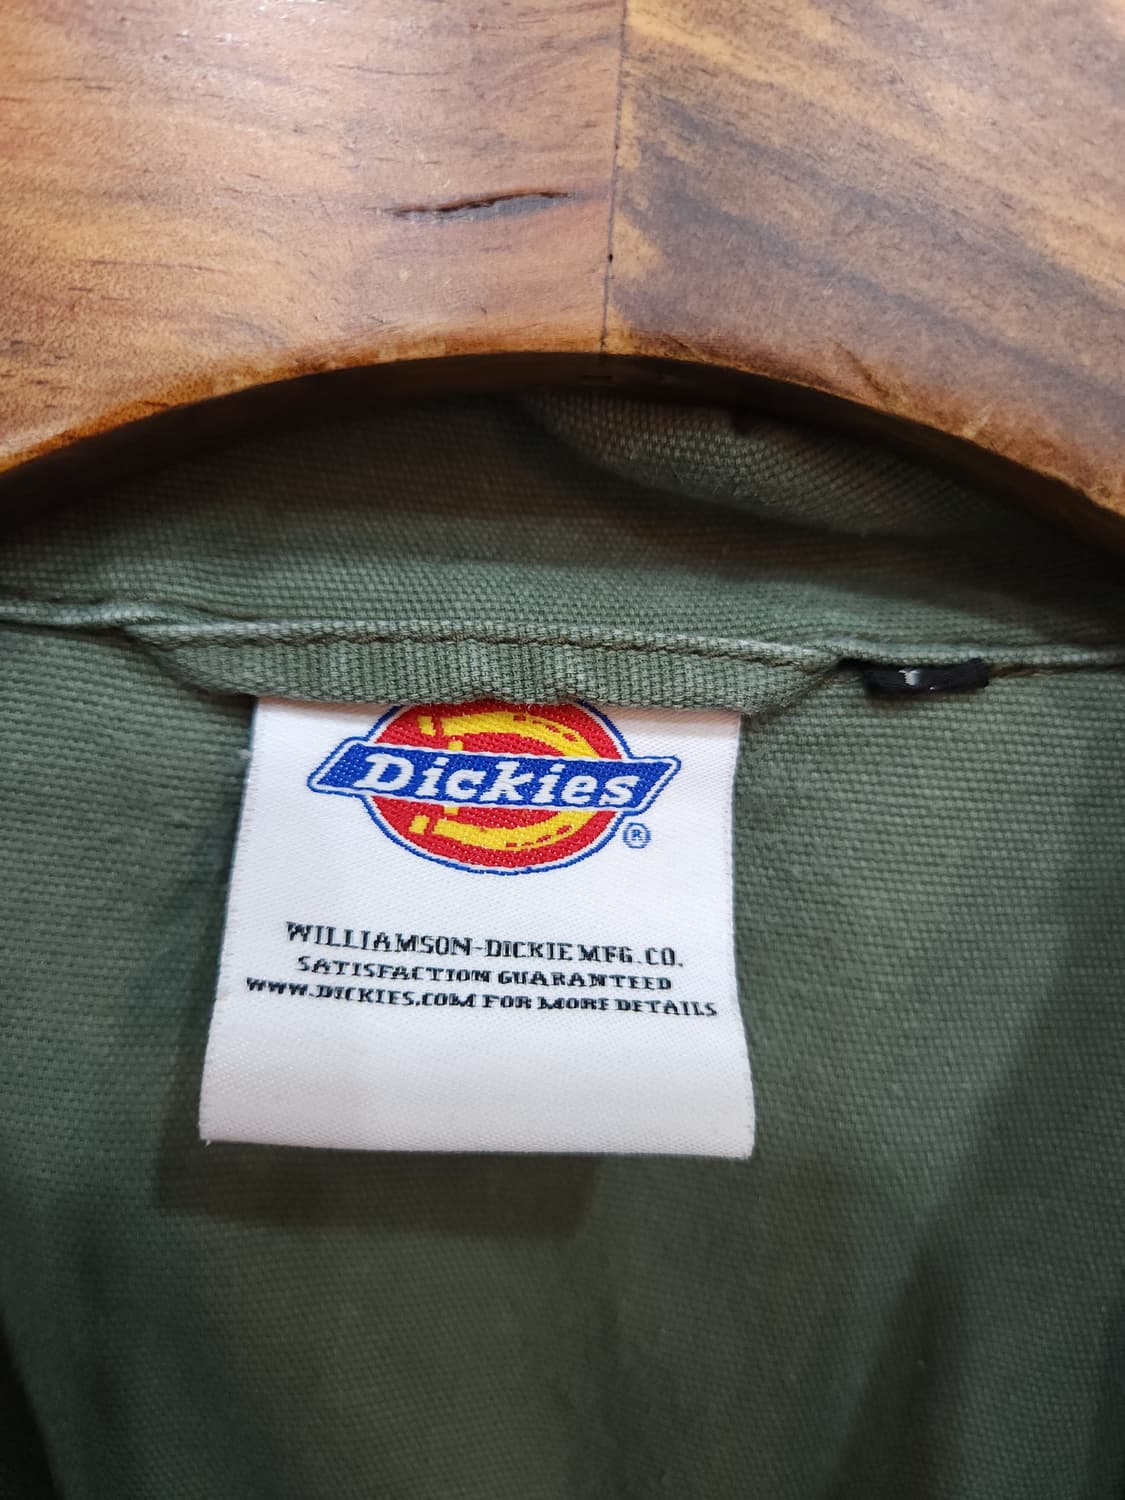 Dickies
®
WILLIAMSON-DICKIE MFG. CO.
SATISFACTION GUARANTEED
WWW.DICKIES.COM FOR MORE DETAILS